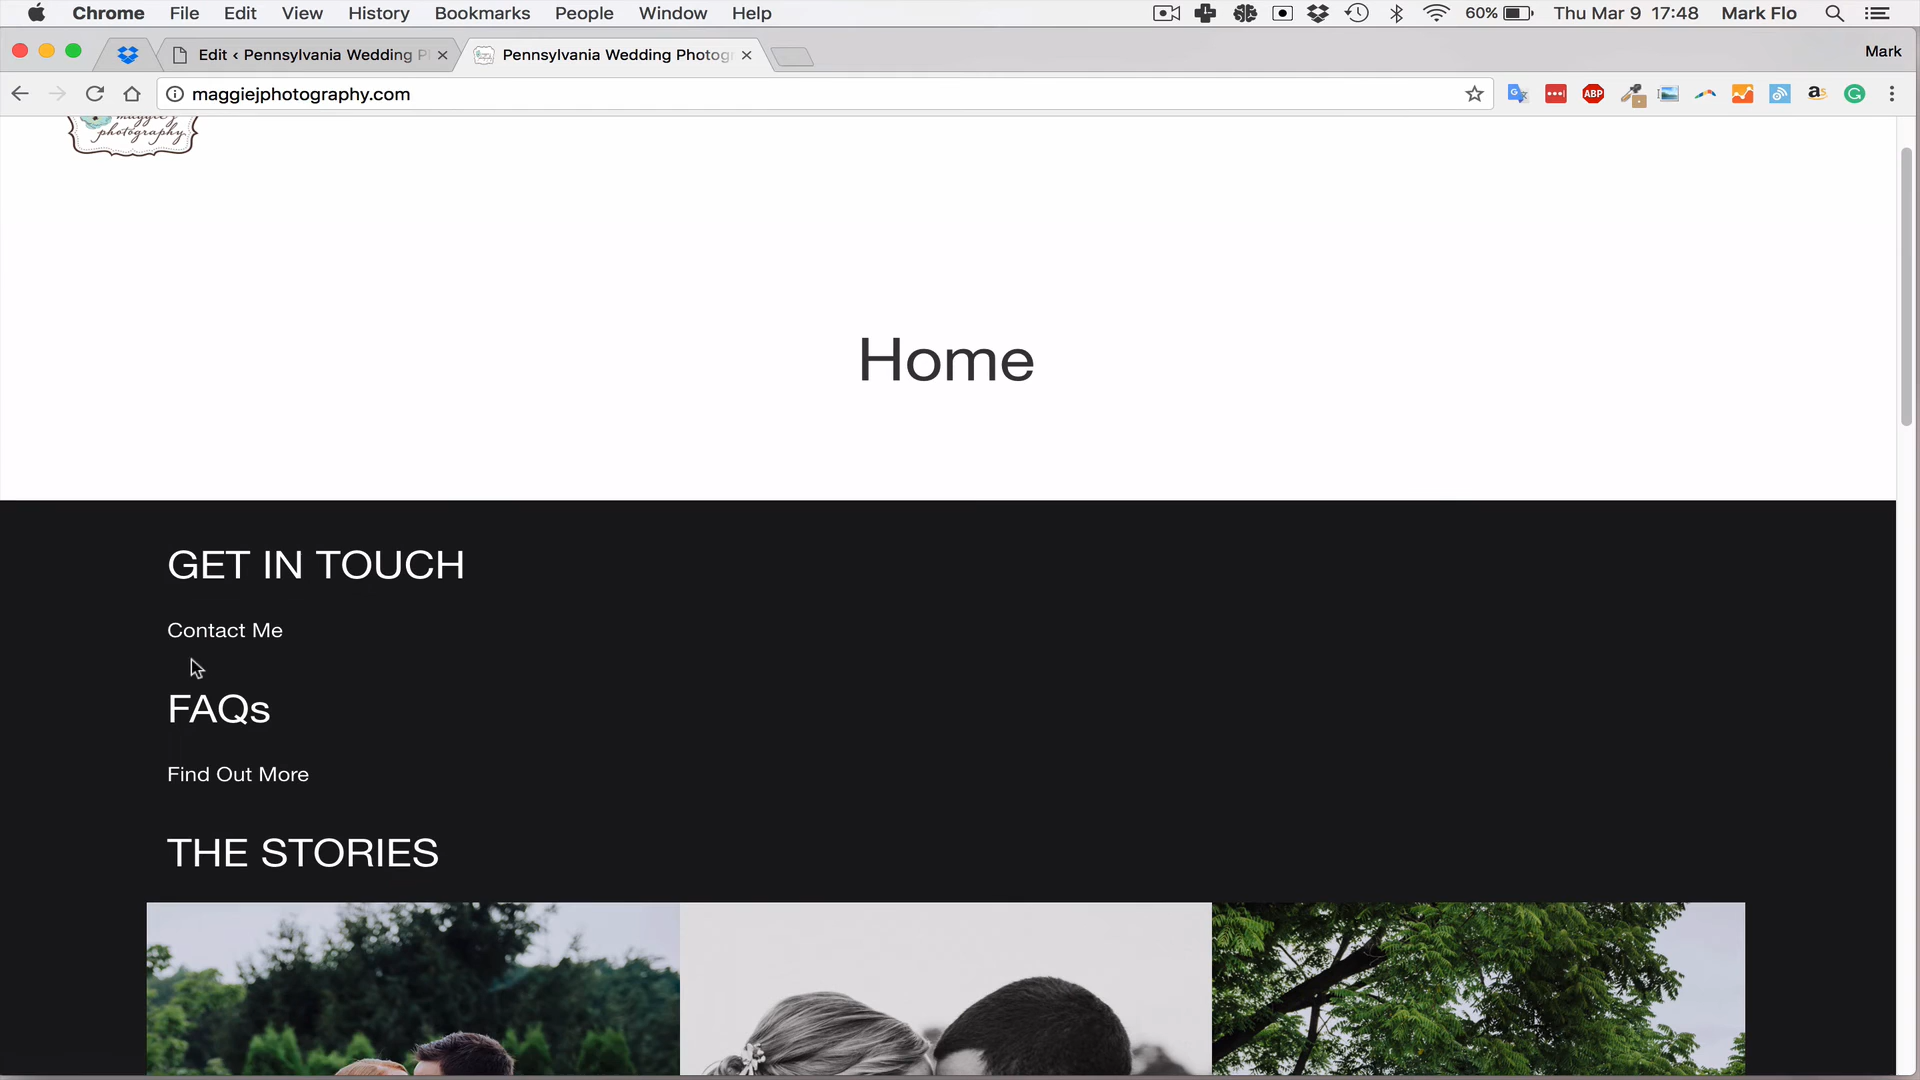 Chrome File Edit View History Bookmarks People Window Help 60% Thu Mar 9 17:48 Mark Flo
Edit ‹ Pennsylvania Wedding P Pennsylvania Wedding Photogr Mark
maggiejphotography.com ABP
photography
Home
GET IN TOUCH
Contact Me
FAQs
Find Out More
THE STORIES